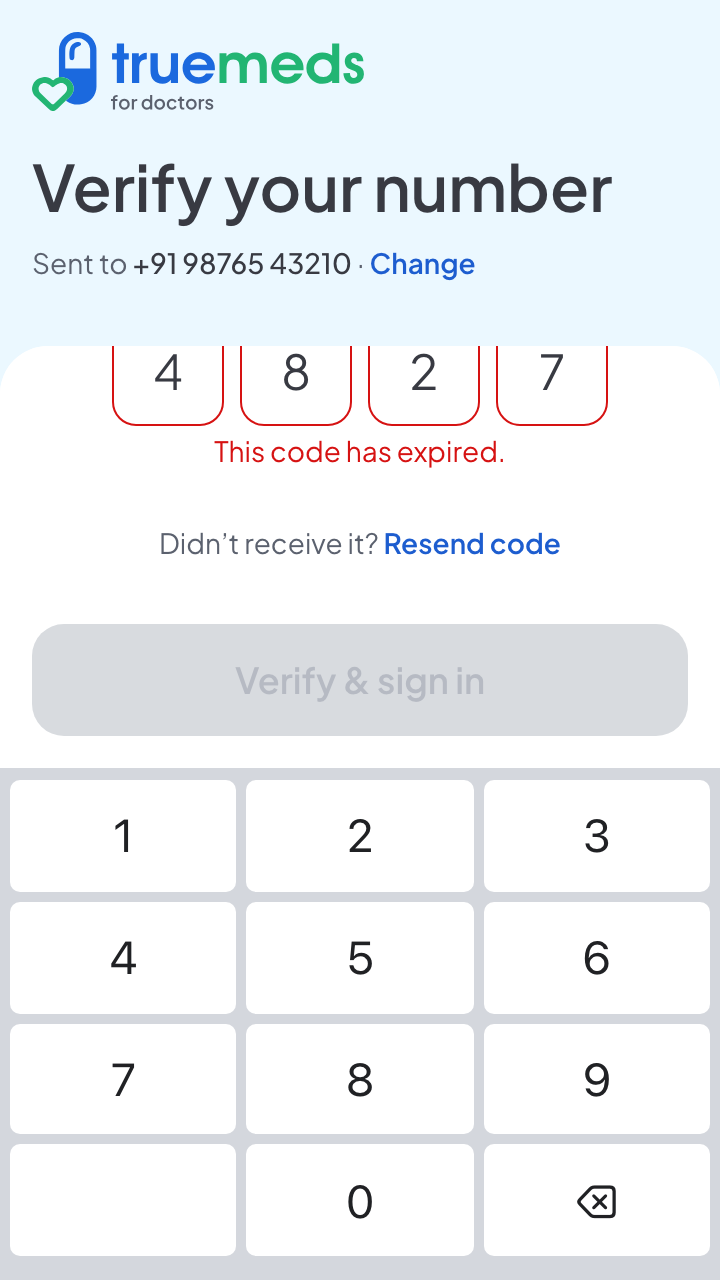 truemeds
for doctors
Verify your number
Sent to +91 98765 43210 · Change
4 8 2 7
This code has expired.
Didn’t receive it? Resend code
Verify & sign in
1 2 3
4 5 6
7 8 9
0